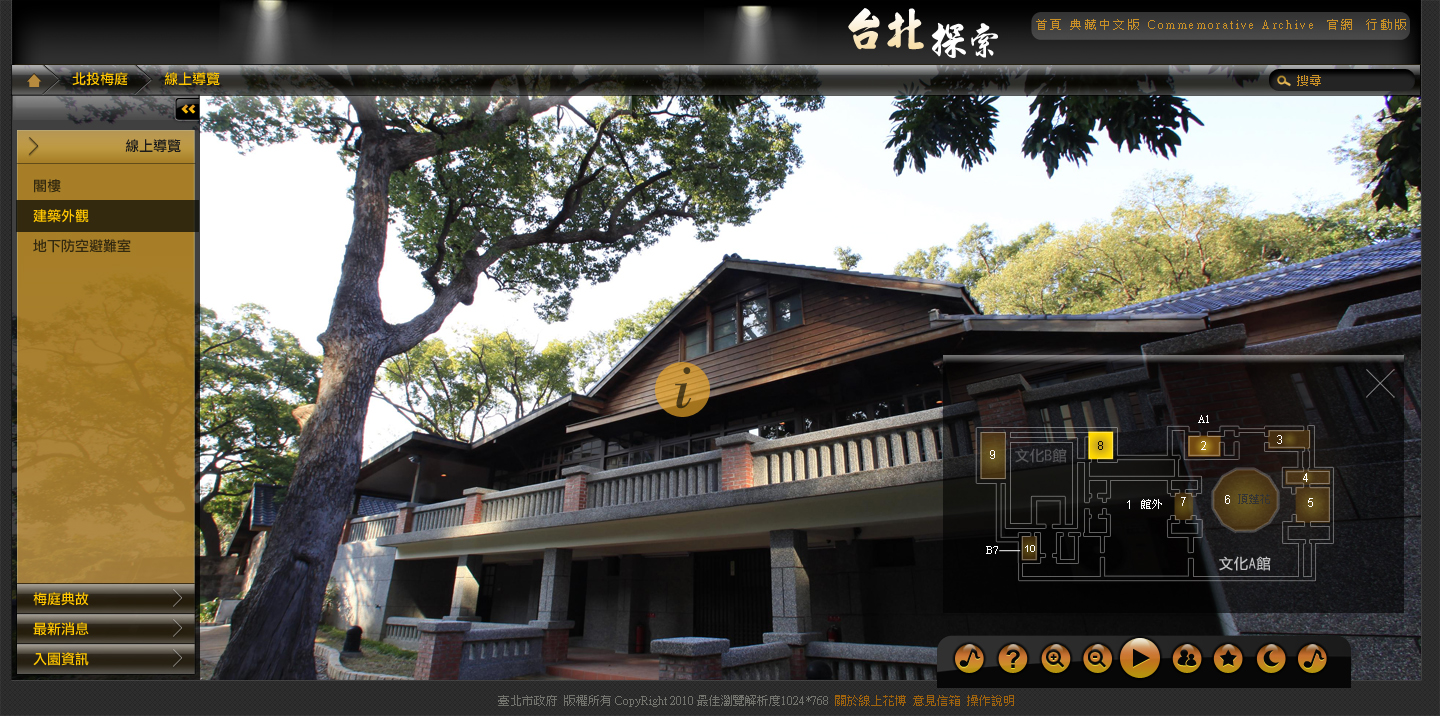 台北探索
首頁 典藏中文版 Commemorative Archive 官網 行動版
北投梅庭 線上導覽
搜尋
線上導覽
閣樓
建築外觀
地下防空避難室
梅庭典故
最新消息
入園資訊
i
A1
9 文化B館 8 2 3
4
1 館外 7 6 5
B7 10
文化A館
臺北市政府 版權所有 CopyRight 2010 最佳瀏覽解析度1024*768 關於線上花博 意見信箱 操作說明